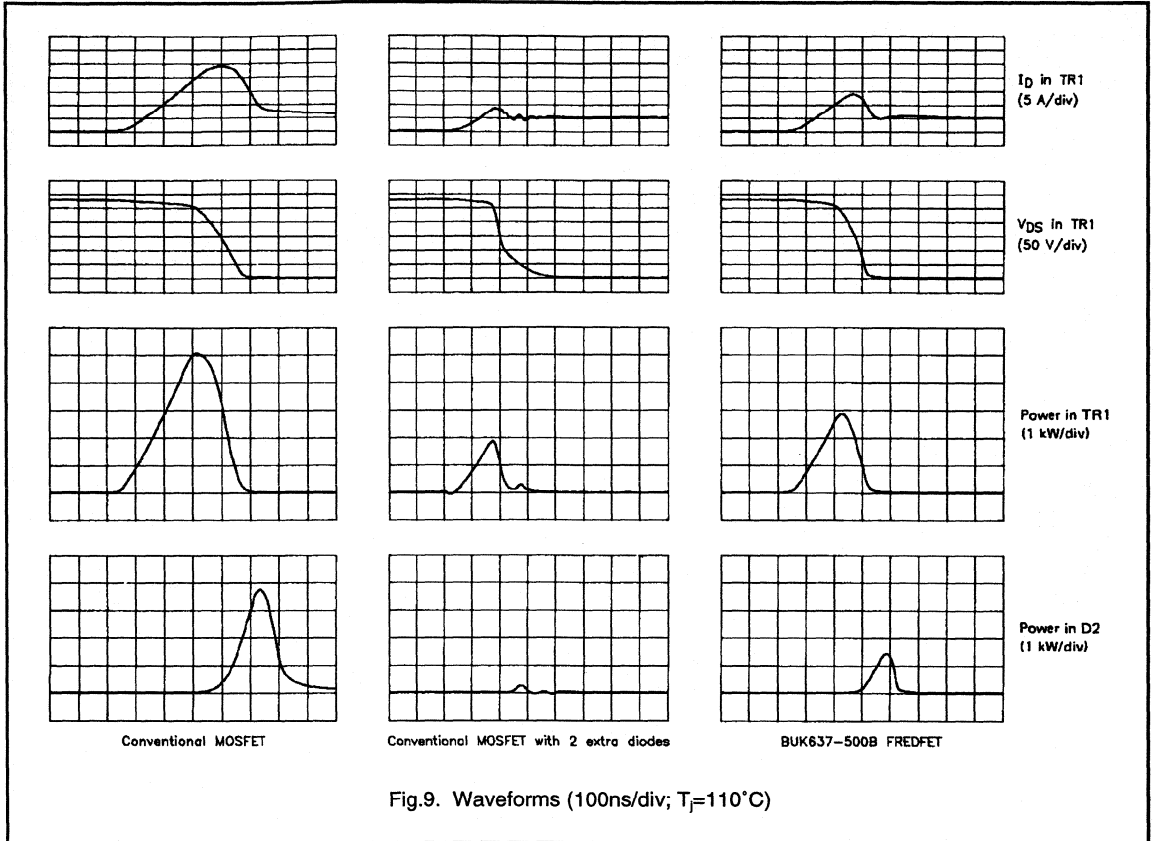 I_D in TR1
(5 A/div)
V_DS in TR1
(50 V/div)
Power in TR1
(1 kW/div)
Power in D2
(1 kW/div)
Conventional MOSFET
Conventional MOSFET with 2 extra diodes
BUK637-500B FREDFET
Fig.9. Waveforms (100ns/div; T_j=110°C)